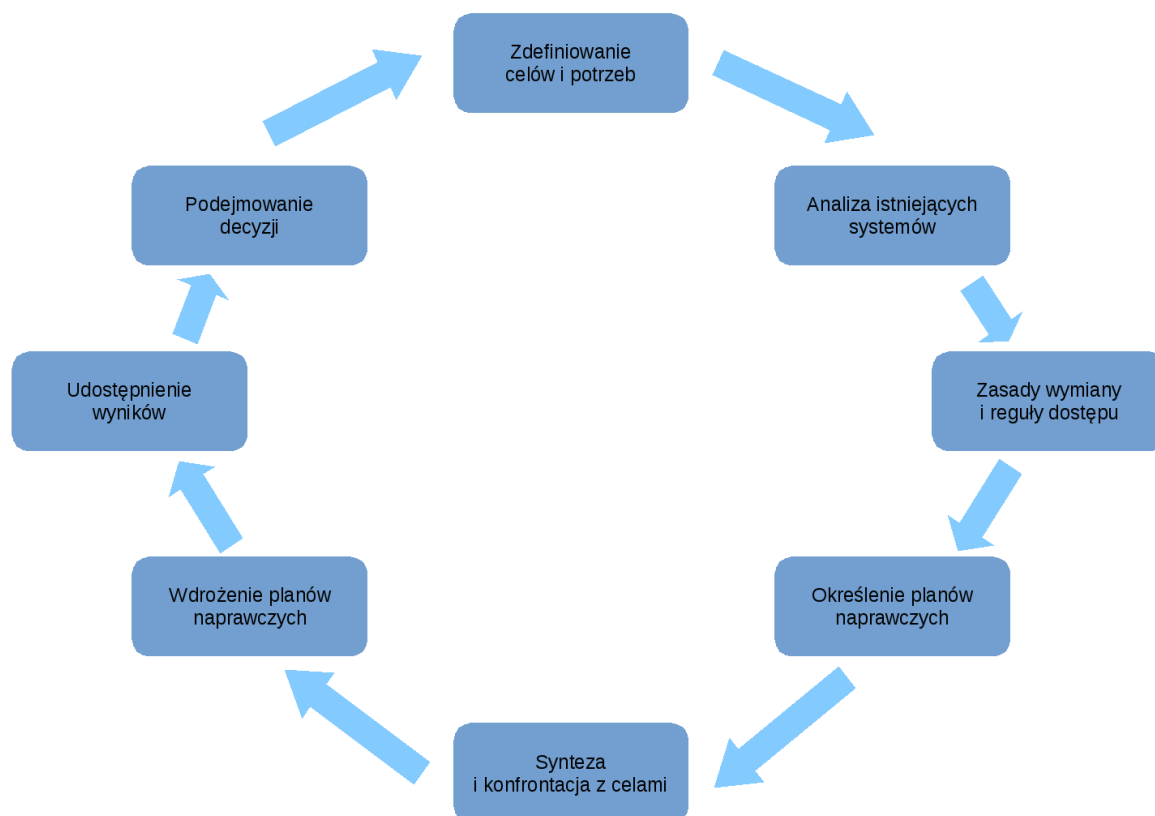 Zdefiniowanie
celów i potrzeb
Analiza istniejących
systemów
Zasady wymiany
i reguły dostępu
Określenie planów
naprawczych
Synteza
i konfrontacja z celami
Wdrożenie planów
naprawczych
Udostępnienie
wyników
Podejmowanie
decyzji